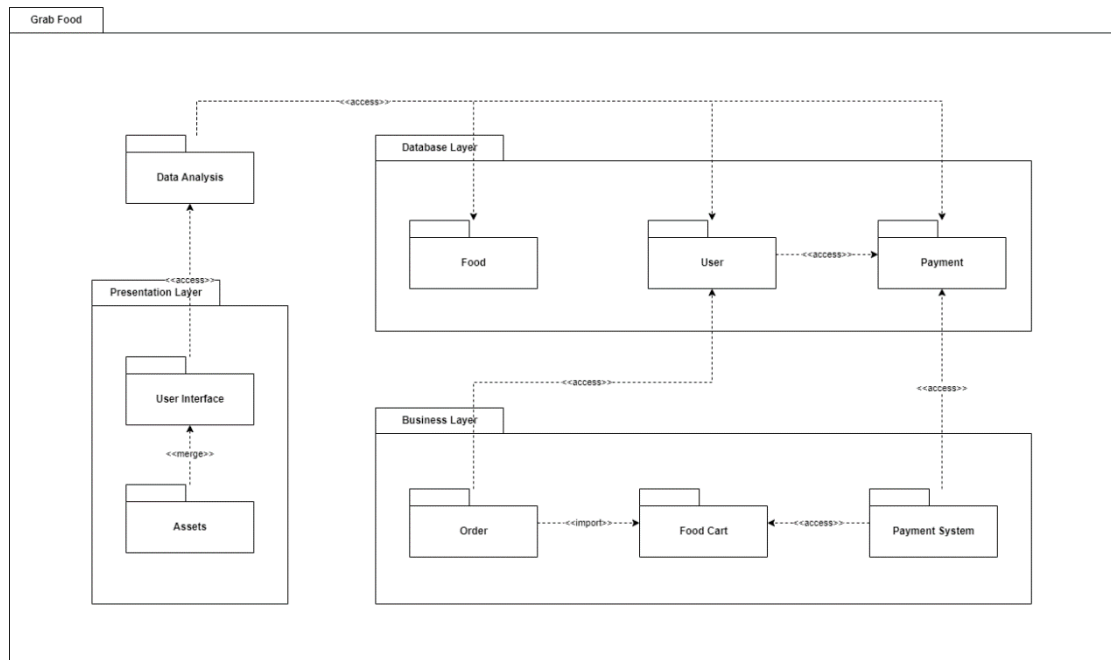 Grab Food
<<access>>
Database Layer
Data Analysis
Food
User
<<access>>
Payment
<<access>>
Presentation Layer
User Interface
<<merge>>
Assets
<<access>>
<<access>>
Business Layer
Order
<<import>>
Food Cart
<<access>>
Payment System